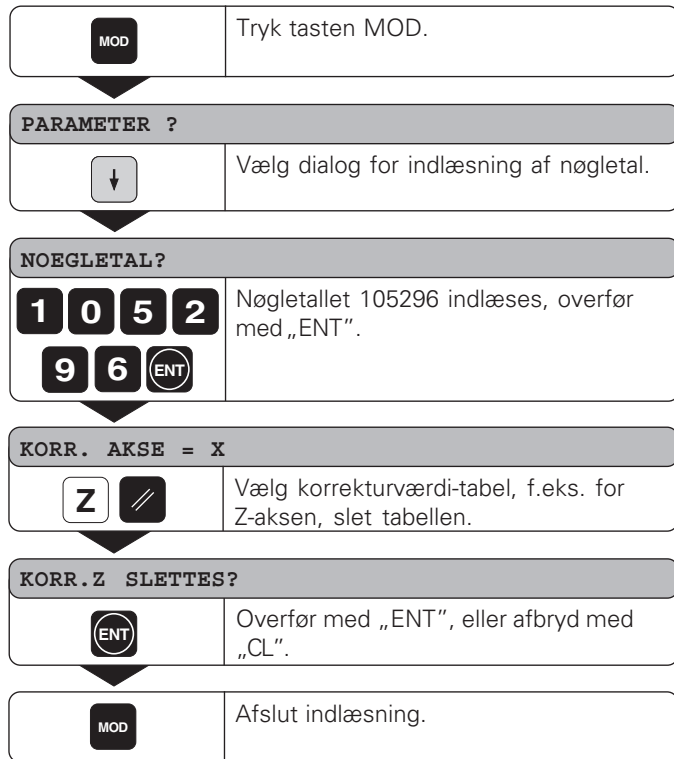 MOD
Tryk tasten MOD.
PARAMETER ?
Vælg dialog for indlæsning af nøgletal.
NOEGLETAL?
1 0 5 2
9 6 ENT
Nøgletallet 105296 indlæses, overfør
med „ENT”.
KORR. AKSE = X
Z
Vælg korrekturværdi-tabel, f.eks. for
Z-aksen, slet tabellen.
KORR.Z SLETTES?
ENT
Overfør med „ENT”, eller afbryd med
„CL”.
MOD
Afslut indlæsning.